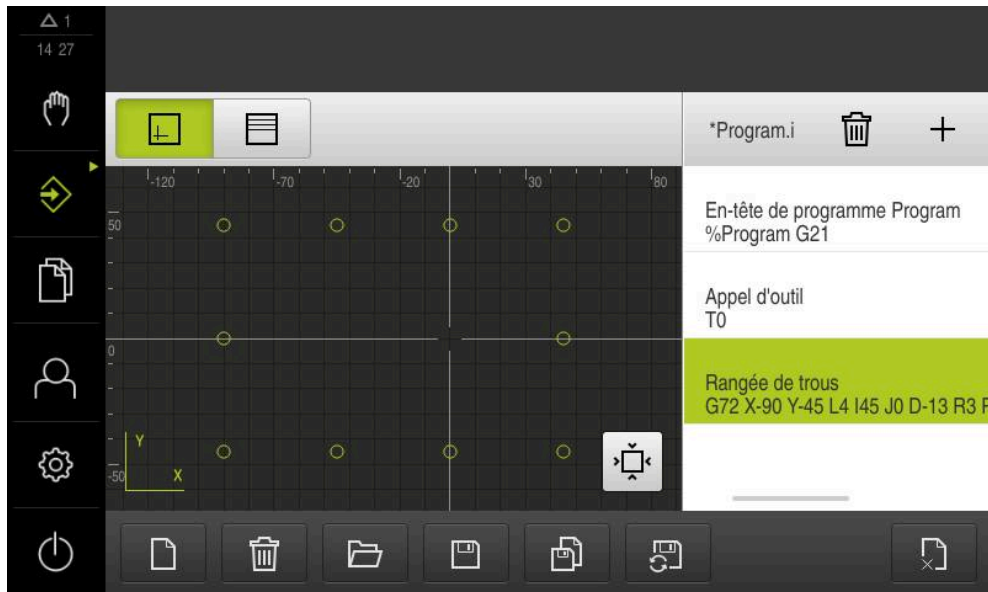 1
14 27
*Program.i
-120 -70 -20 30 80
50
0
-50
Y
X
En-tête de programme Program
%Program G21
Appel d'outil
T0
Rangée de trous
G72 X-90 Y-45 L4 I45 J0 D-13 R3